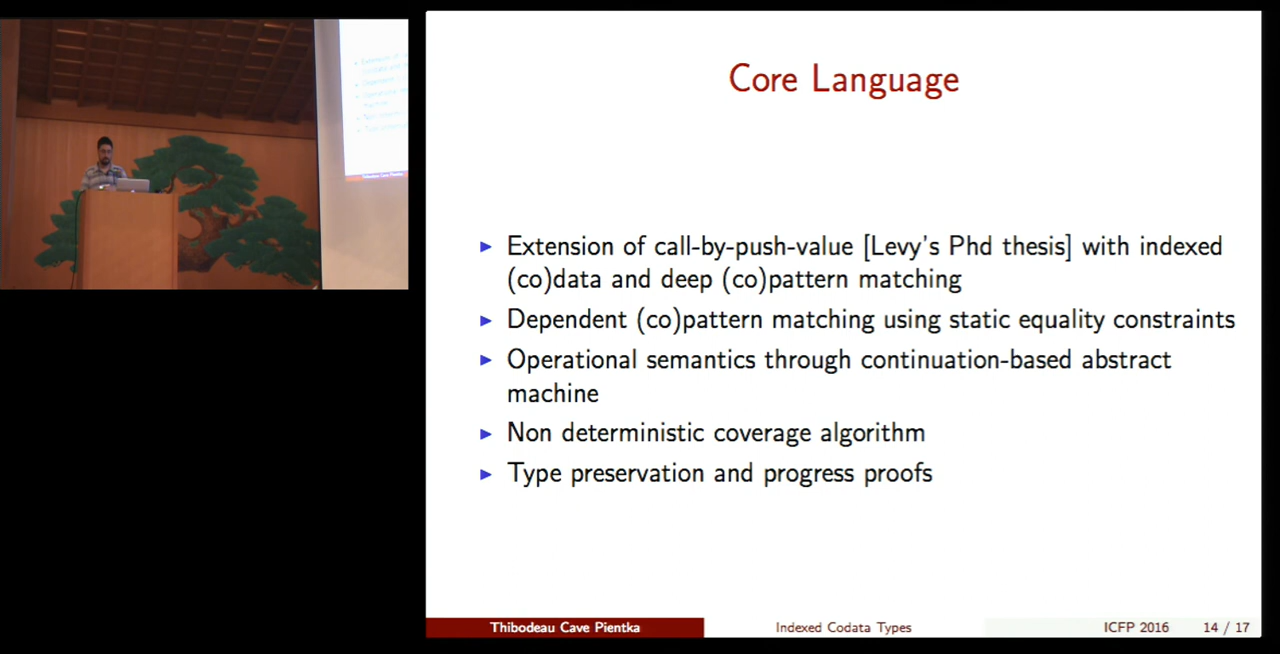 Core Language
▶ Extension of call-by-push-value [Levy's Phd thesis] with indexed
(co)data and deep (co)pattern matching
▶ Dependent (co)pattern matching using static equality constraints
▶ Operational semantics through continuation-based abstract
machine
▶ Non deterministic coverage algorithm
▶ Type preservation and progress proofs
Thibodeau Cave Pientka Indexed Codata Types ICFP 2016 14 / 17